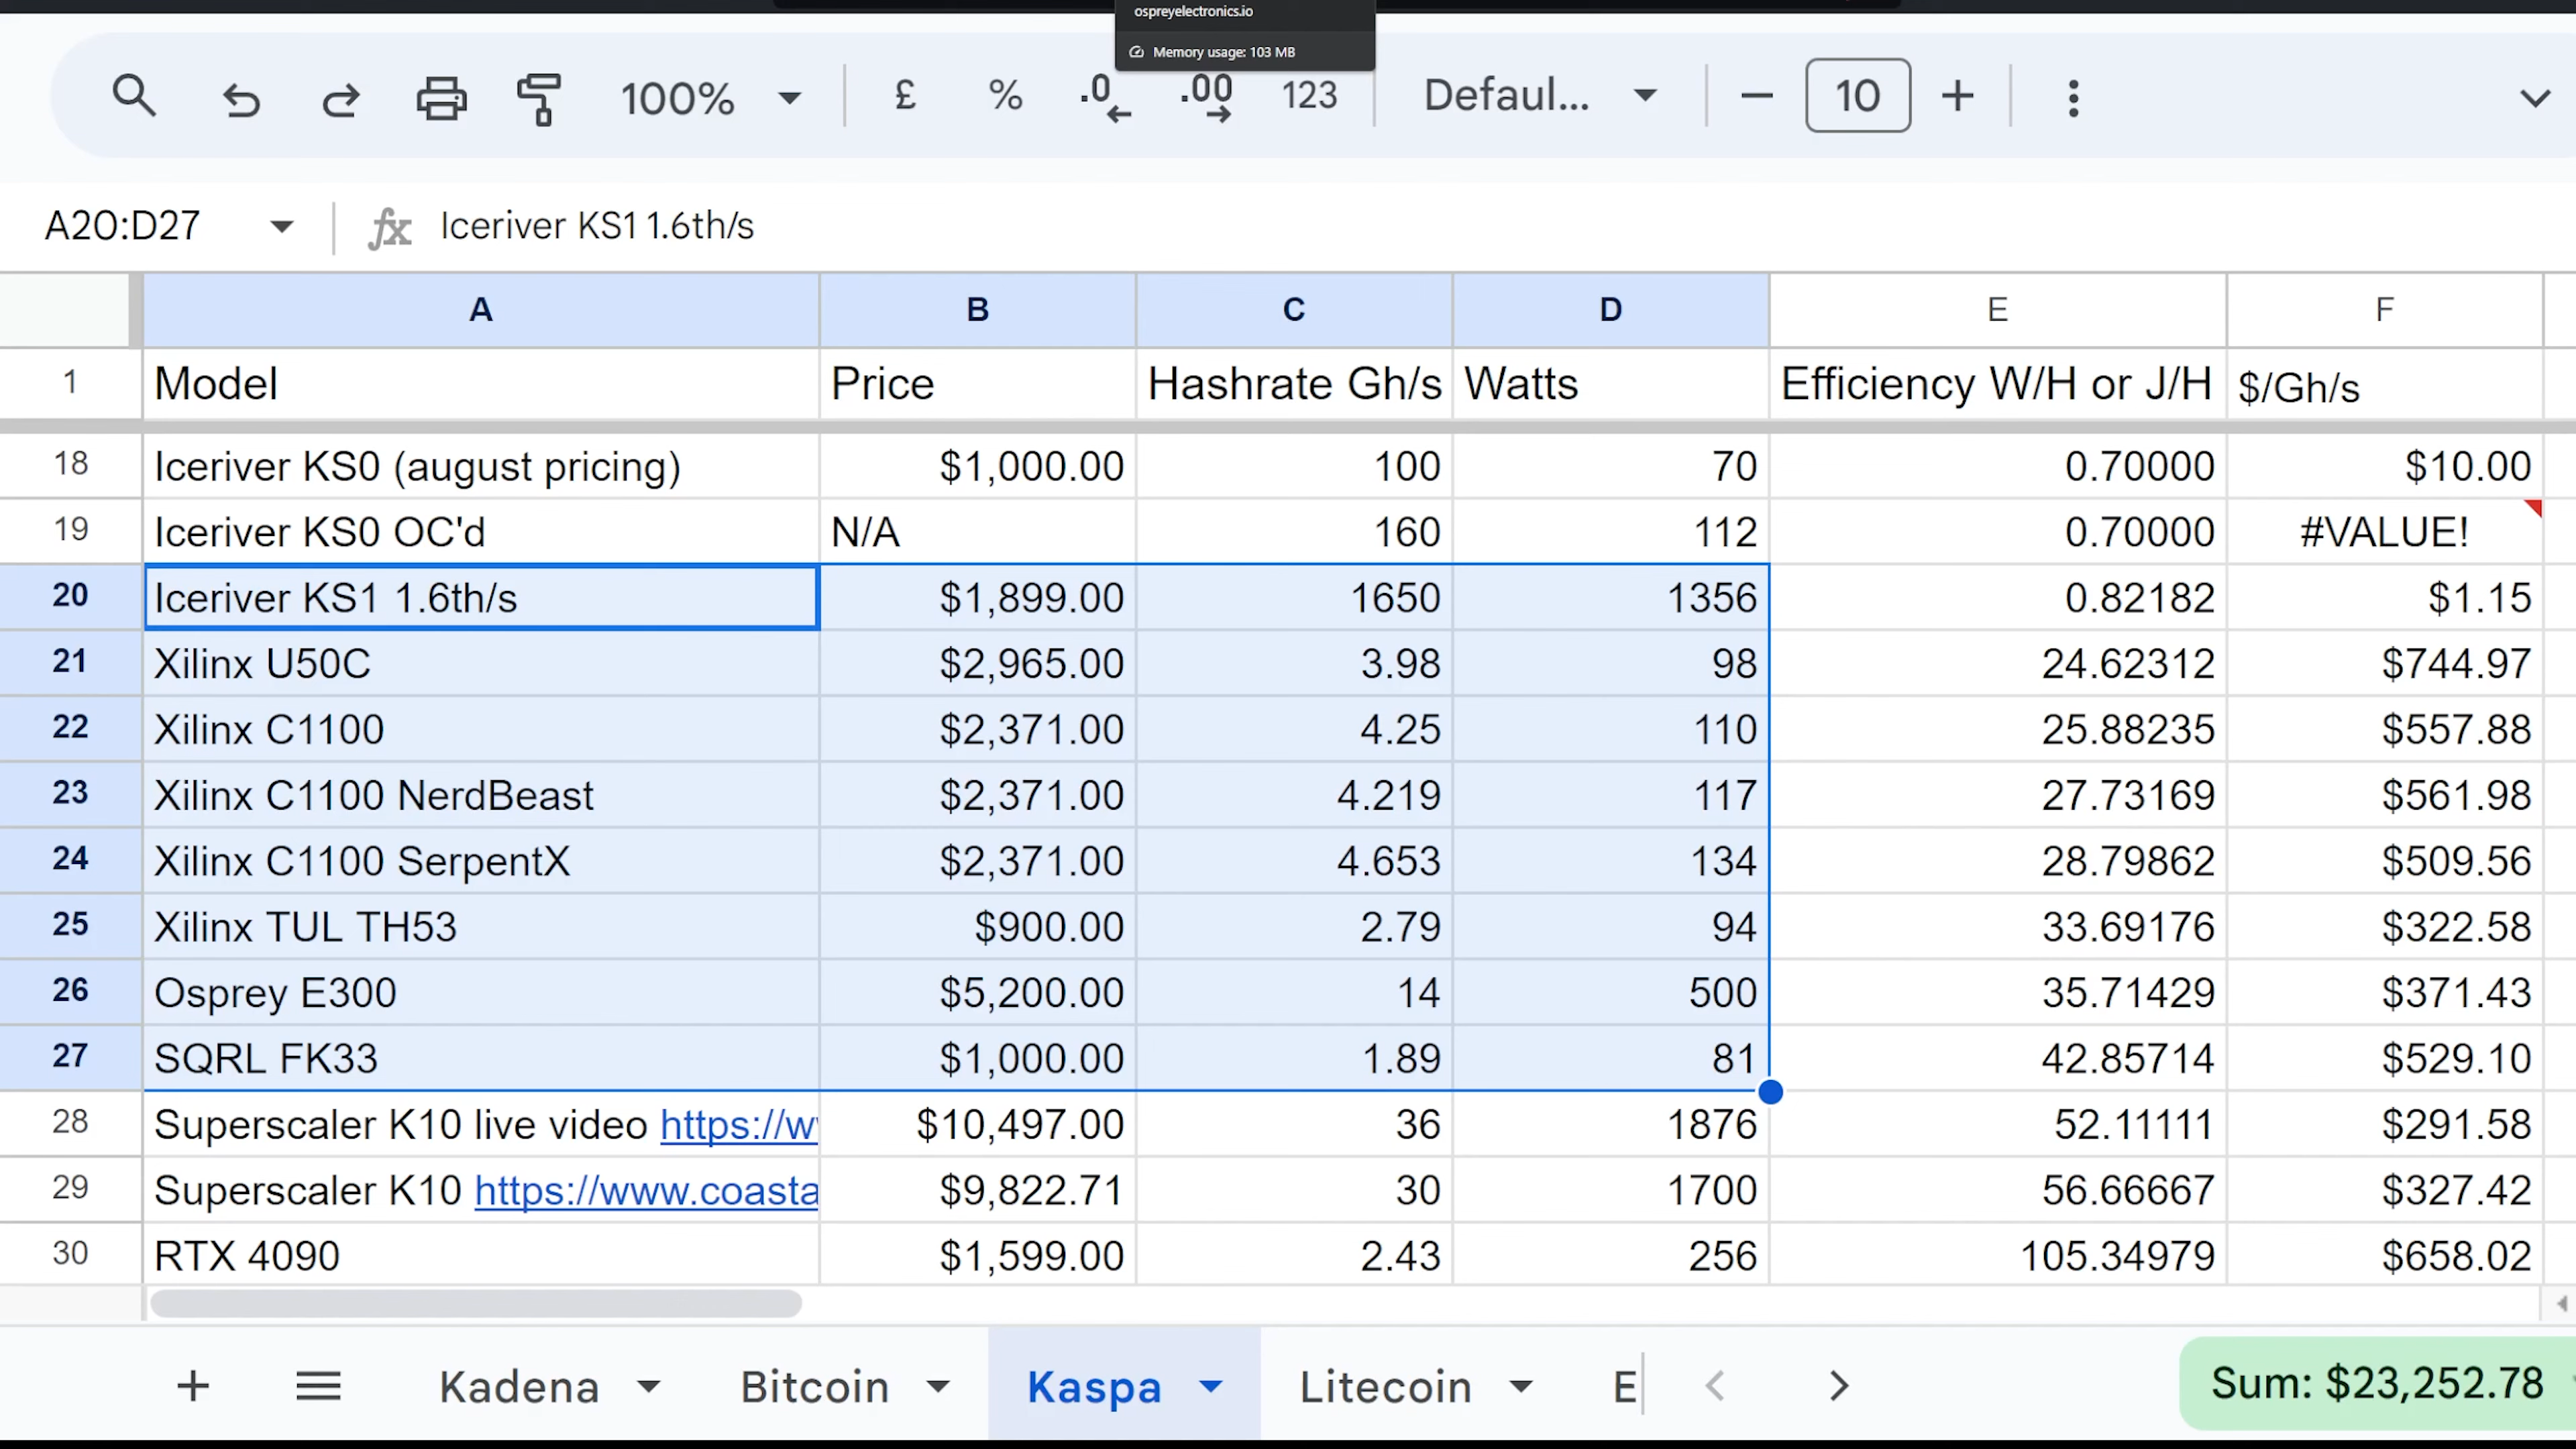 ospreyelectronics.io
Memory usage: 103 MB
100% £ % .0 .00 123 Defaul... 10
A20:D27 fx Iceriver KS1 1.6th/s
A B C D E F
1 Model Price Hashrate Gh/s Watts Efficiency W/H or J/H $/Gh/s
18 Iceriver KS0 (august pricing) $1,000.00 100 70 0.70000 $10.00
19 Iceriver KS0 OC'd N/A 160 112 0.70000 #VALUE!
20 Iceriver KS1 1.6th/s $1,899.00 1650 1356 0.82182 $1.15
21 Xilinx U50C $2,965.00 3.98 98 24.62312 $744.97
22 Xilinx C1100 $2,371.00 4.25 110 25.88235 $557.88
23 Xilinx C1100 NerdBeast $2,371.00 4.219 117 27.73169 $561.98
24 Xilinx C1100 SerpentX $2,371.00 4.653 134 28.79862 $509.56
25 Xilinx TUL TH53 $900.00 2.79 94 33.69176 $322.58
26 Osprey E300 $5,200.00 14 500 35.71429 $371.43
27 SQRL FK33 $1,000.00 1.89 81 42.85714 $529.10
28 Superscaler K10 live video https://w $10,497.00 36 1876 52.11111 $291.58
29 Superscaler K10 https://www.coasta $9,822.71 30 1700 56.66667 $327.42
30 RTX 4090 $1,599.00 2.43 256 105.34979 $658.02
+ Kadena Bitcoin Kaspa Litecoin E Sum: $23,252.78